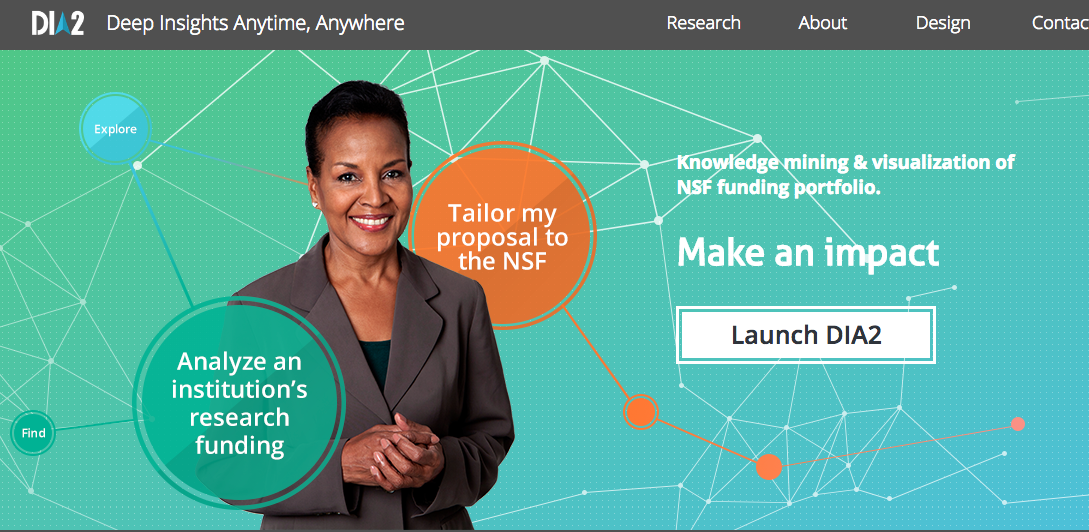 DIA2 Deep Insights Anytime, Anywhere Research About Design Contac
Explore
Knowledge mining & visualization of
NSF funding portfolio.
Tailor my
proposal to
the NSF
Make an impact
Launch DIA2
Analyze an
institution's
research
funding
Find